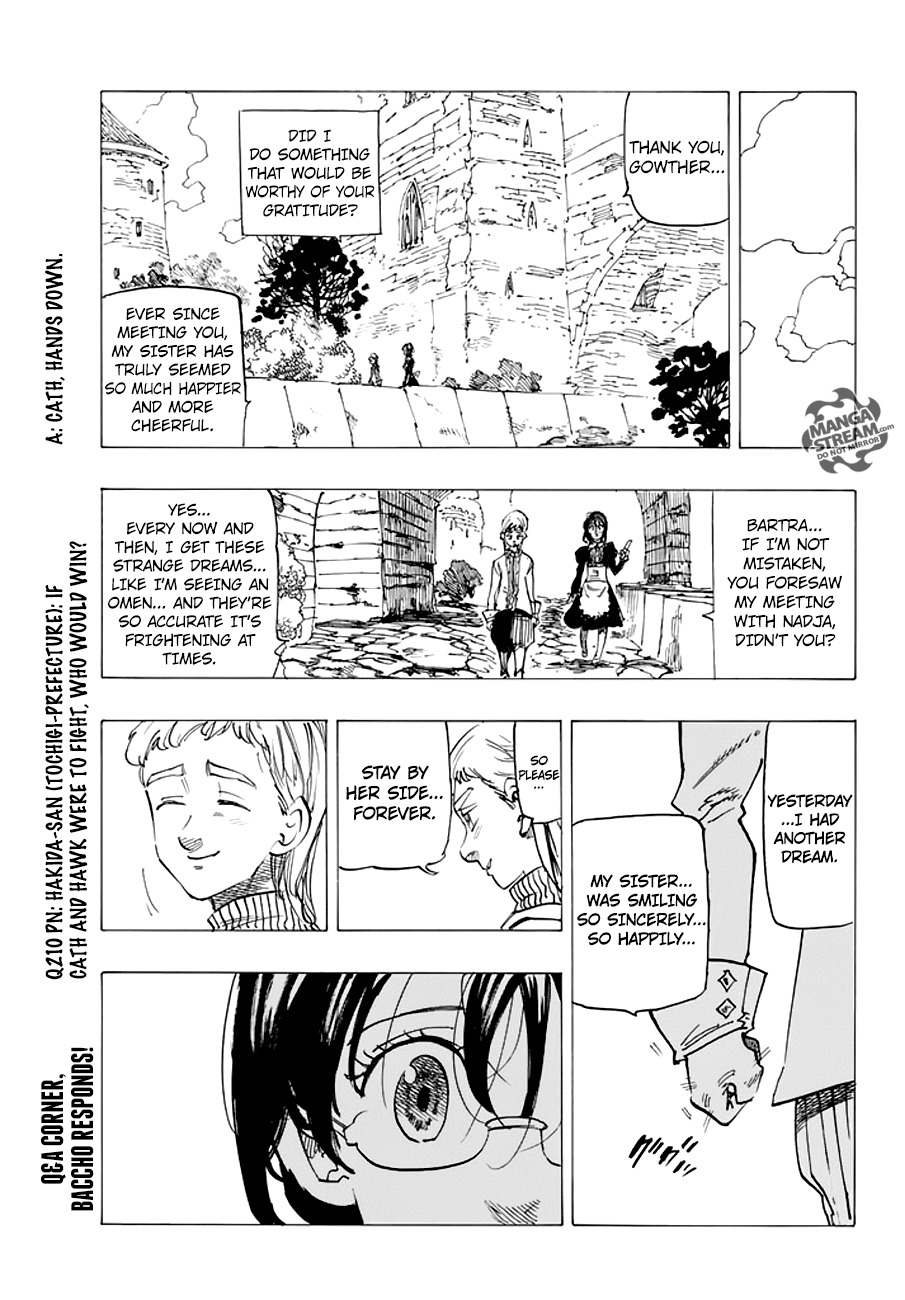 THANK YOU,
GOWTHER...
DID I
DO SOMETHING
THAT WOULD BE
WORTHY OF YOUR
GRATITUDE?
EVER SINCE
MEETING YOU,
MY SISTER HAS
TRULY SEEMED
SO MUCH HAPPIER
AND MORE
CHEERFUL.
MANGA
STREAM.com
DO NOT MIRROR
BARTRA...
IF I'M NOT
MISTAKEN,
YOU FORESAW
MY MEETING
WITH NADJA,
DIDN'T YOU?
YES...
EVERY NOW AND
THEN, I GET THESE
STRANGE DREAMS...
LIKE I'M SEEING AN
OMEN... AND THEY'RE
SO ACCURATE IT'S
FRIGHTENING AT
TIMES.
YESTERDAY
...I HAD
ANOTHER
DREAM.
MY SISTER...
WAS SMILING
SO SINCERELY...
SO HAPPILY...
SO
PLEASE
...
STAY BY
HER SIDE...
FOREVER.
Q&A CORNER,
BACCHO RESPONDS!
Q210 PN: HAKIDA-SAN (TOCHIGI-PREFECTURE): IF
CATH AND HAWK WERE TO FIGHT, WHO WOULD WIN?
A: CATH, HANDS DOWN.